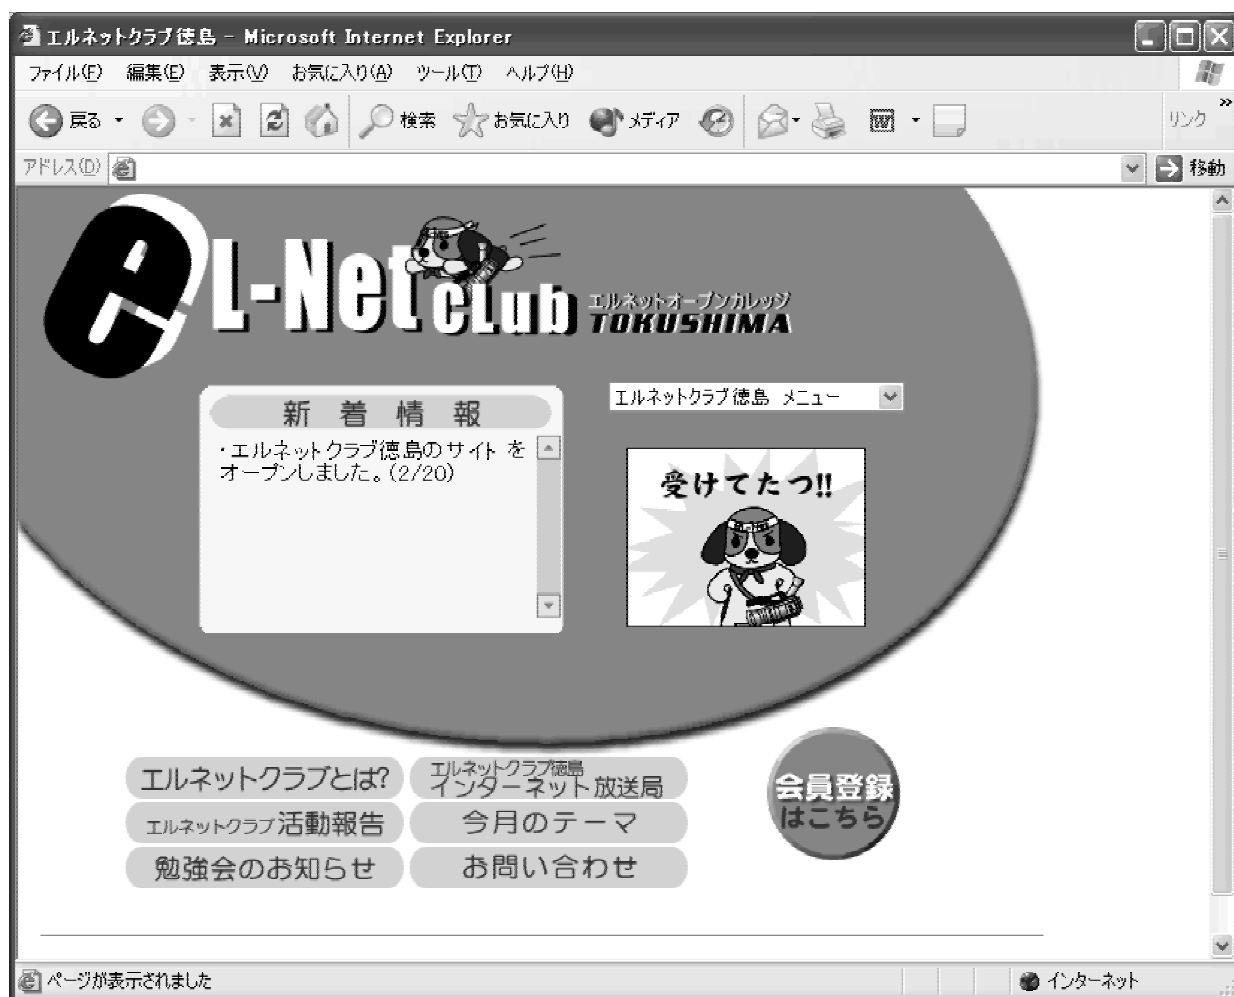 エルネットクラブ徳島 - Microsoft Internet Explorer
ファイル(F) 編集(E) 表示(V) お気に入り(A) ツール(T) ヘルプ(H)
戻る 検索 お気に入り メディア リンク »
アドレス(D) 移動
eL-Net cLub エルネットオープンカレッジ
TOKUSHIMA
新着情報
・エルネットクラブ徳島のサイト を
オープンしました。(2/20)
エルネットクラブ徳島 メニュー
受けてたつ!!
エルネットクラブとは?
エルネットクラブ徳島
インターネット放送局
エルネットクラブ活動報告
今月のテーマ
勉強会のお知らせ
お問い合わせ
会員登録
はこちら
ページが表示されました
インターネット